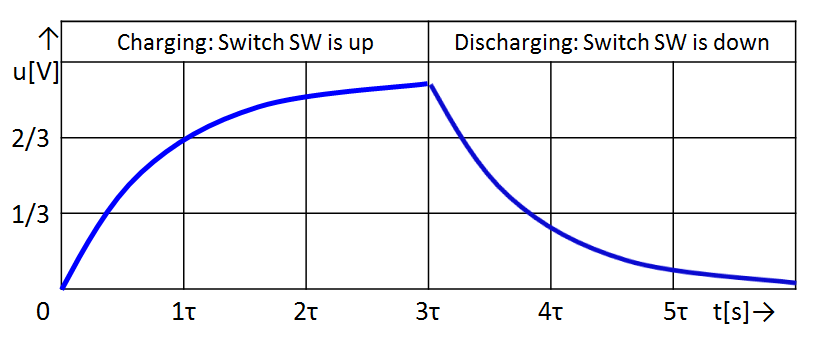 ↑ Charging: Switch SW is up Discharging: Switch SW is down
u[V]
2/3
1/3
0 1τ 2τ 3τ 4τ 5τ t[s]→